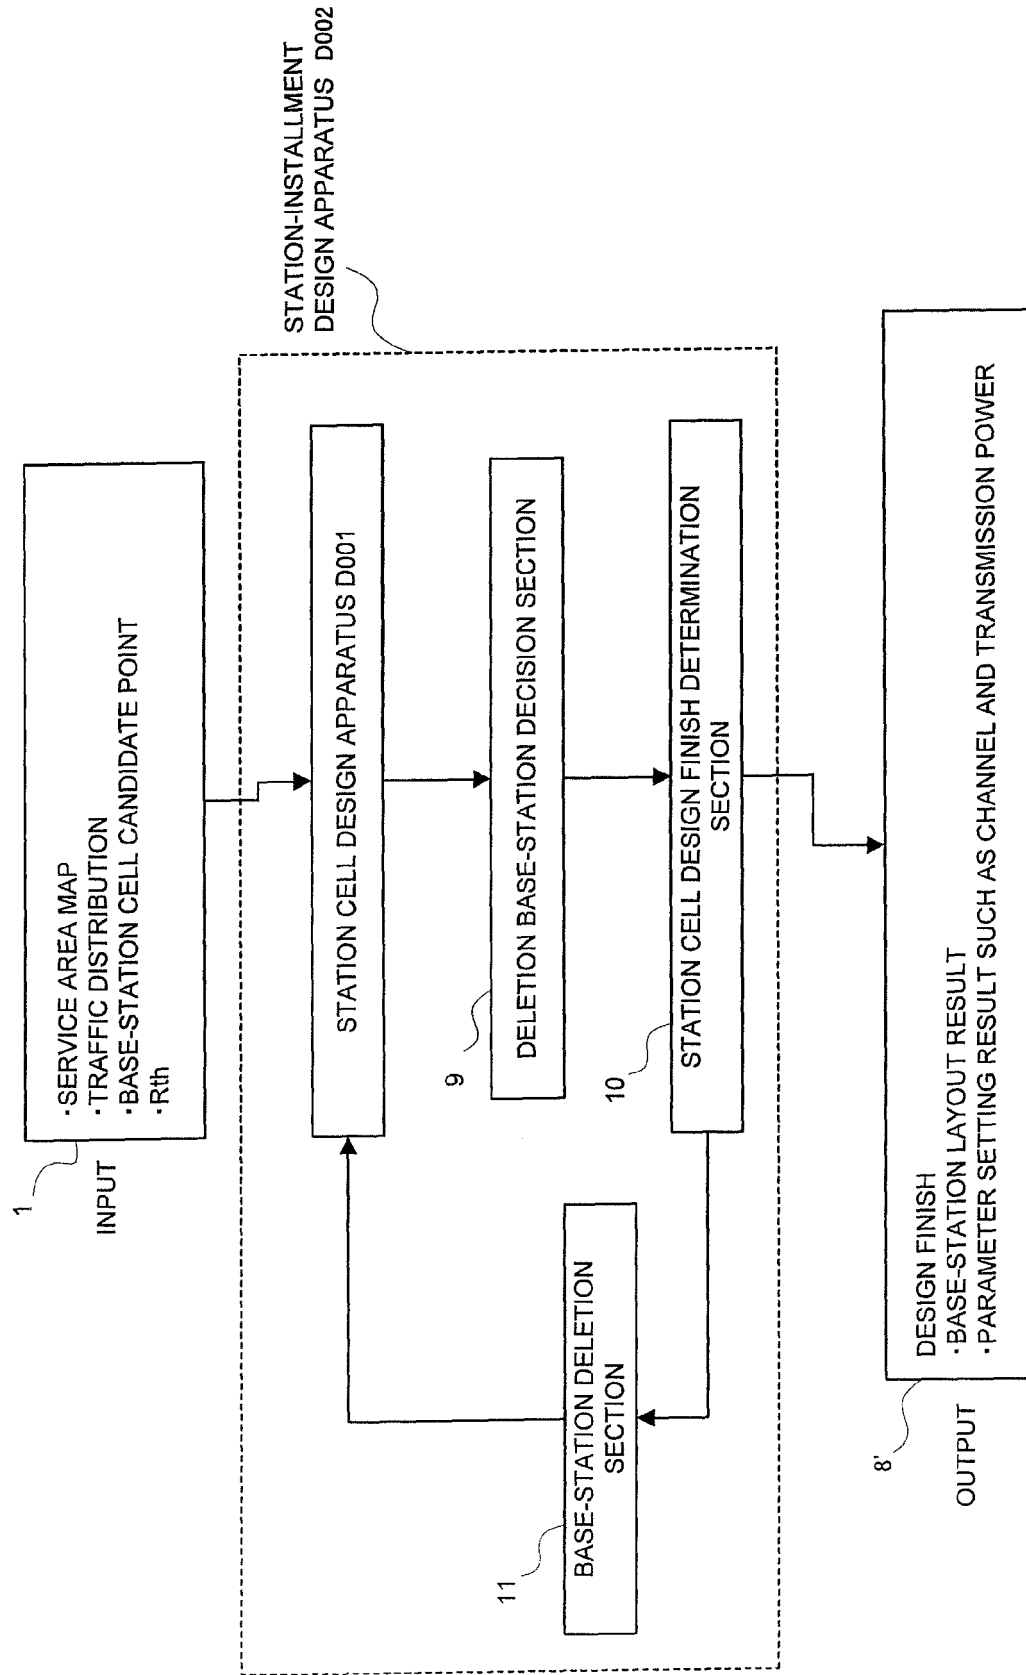 1
INPUT
·SERVICE AREA MAP
·TRAFFIC DISTRIBUTION
·BASE-STATION CELL CANDIDATE POINT
·Rth
STATION-INSTALLMENT
DESIGN APPARATUS D002
STATION CELL DESIGN APPARATUS D001
9
DELETION BASE-STATION DECISION SECTION
10
STATION CELL DESIGN FINISH DETERMINATION
SECTION
11
BASE-STATION DELETION
SECTION
8'
OUTPUT
DESIGN FINISH
·BASE-STATION LAYOUT RESULT
·PARAMETER SETTING RESULT SUCH AS CHANNEL AND TRANSMISSION POWER